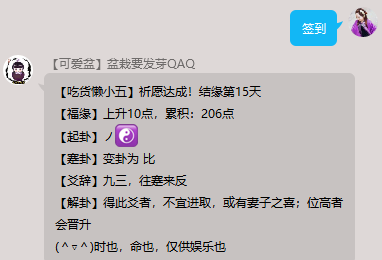 签到
【可爱盆】盆栽要发芽QAQ
【吃货懒小五】祈愿达成！结缘第15天
【福缘】上升10点，累积：206点
【起卦】ノ☯
【蹇卦】变卦为 比
【爻辞】九三，往蹇来反
【解卦】得此爻者，不宜进取，或有妻子之喜；位高者
会晋升
(＾▽＾)时也，命也，仅供娱乐也